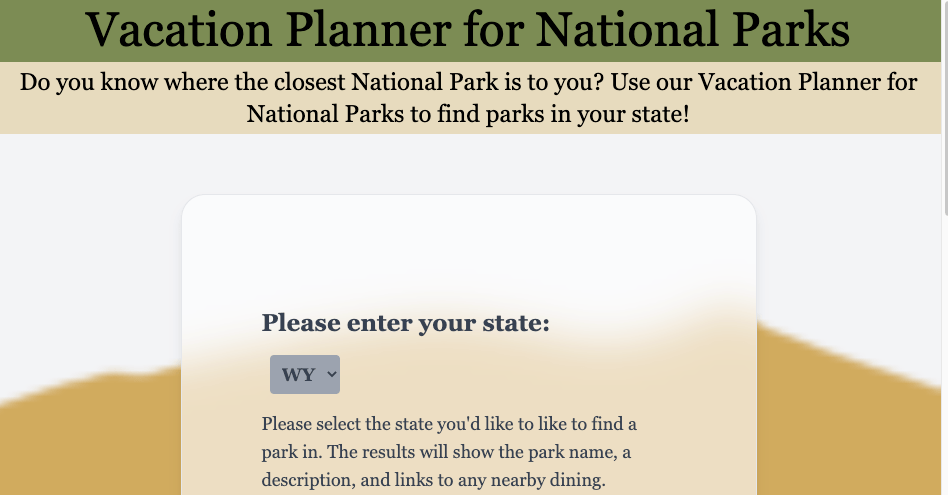 Vacation Planner for National Parks
Do you know where the closest National Park is to you? Use our Vacation Planner for
National Parks to find parks in your state!
Please enter your state:
WY
Please select the state you'd like to like to find a
park in. The results will show the park name, a
description, and links to any nearby dining.